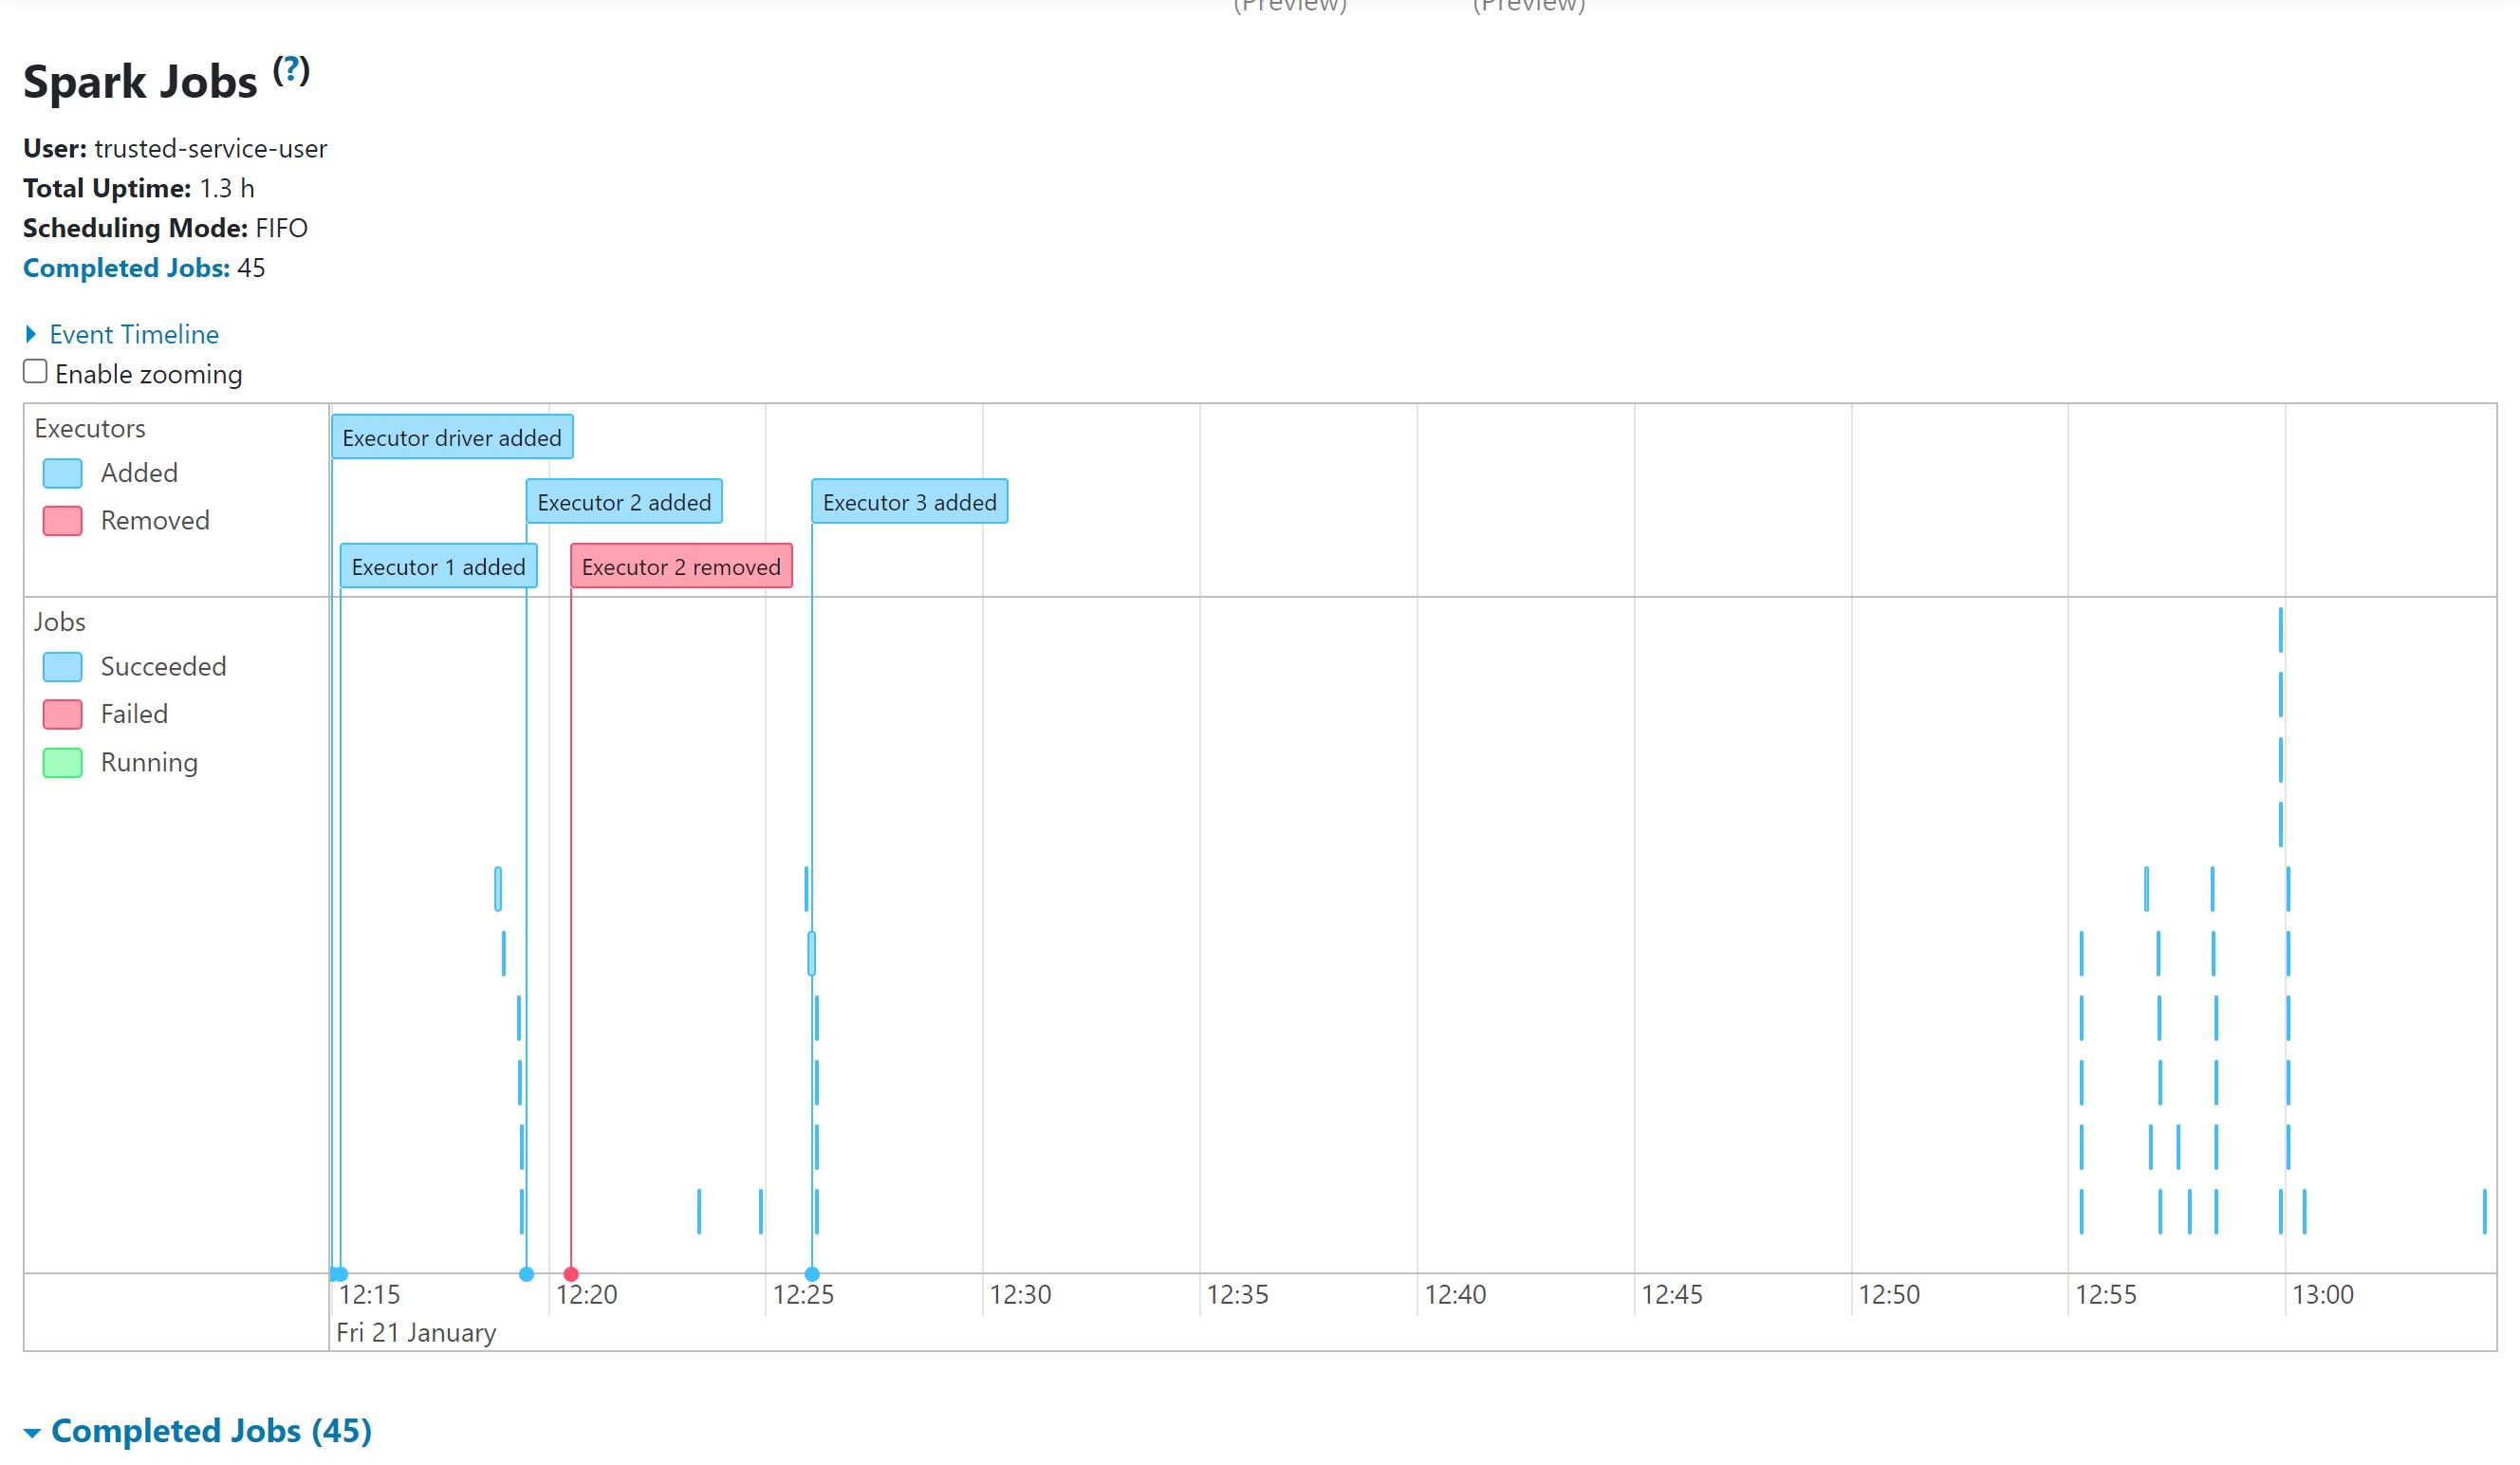 (Preview) (Preview)
Spark Jobs (?)
User: trusted-service-user
Total Uptime: 1.3 h
Scheduling Mode: FIFO
Completed Jobs: 45
Event Timeline
Enable zooming
Executors
Added
Removed
Executor driver added
Executor 2 added
Executor 3 added
Executor 1 added
Executor 2 removed
Jobs
Succeeded
Failed
Running
12:15 12:20 12:25 12:30 12:35 12:40 12:45 12:50 12:55 13:00
Fri 21 January
Completed Jobs (45)